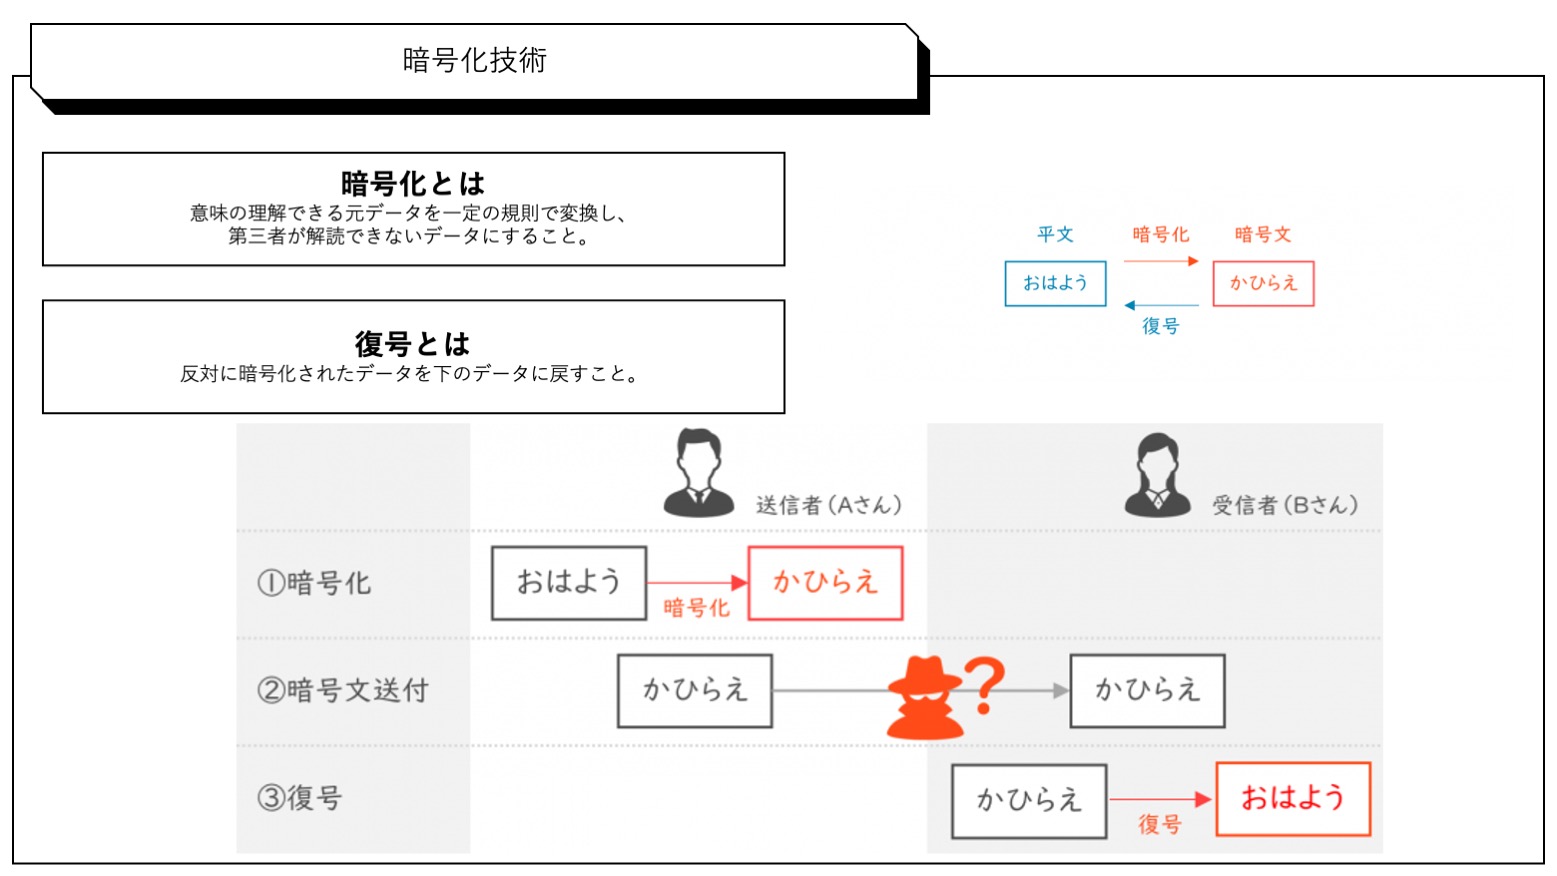 暗号化技術
暗号化とは
意味の理解できる元データを一定の規則で変換し、
第三者が解読できないデータにすること。
復号とは
反対に暗号化されたデータを下のデータに戻すこと。
平文
暗号化
暗号文
おはよう
かひらえ
復号
送信者（Aさん）
受信者（Bさん）
①暗号化
おはよう
暗号化
かひらえ
②暗号文送付
かひらえ
?
かひらえ
③復号
かひらえ
復号
おはよう